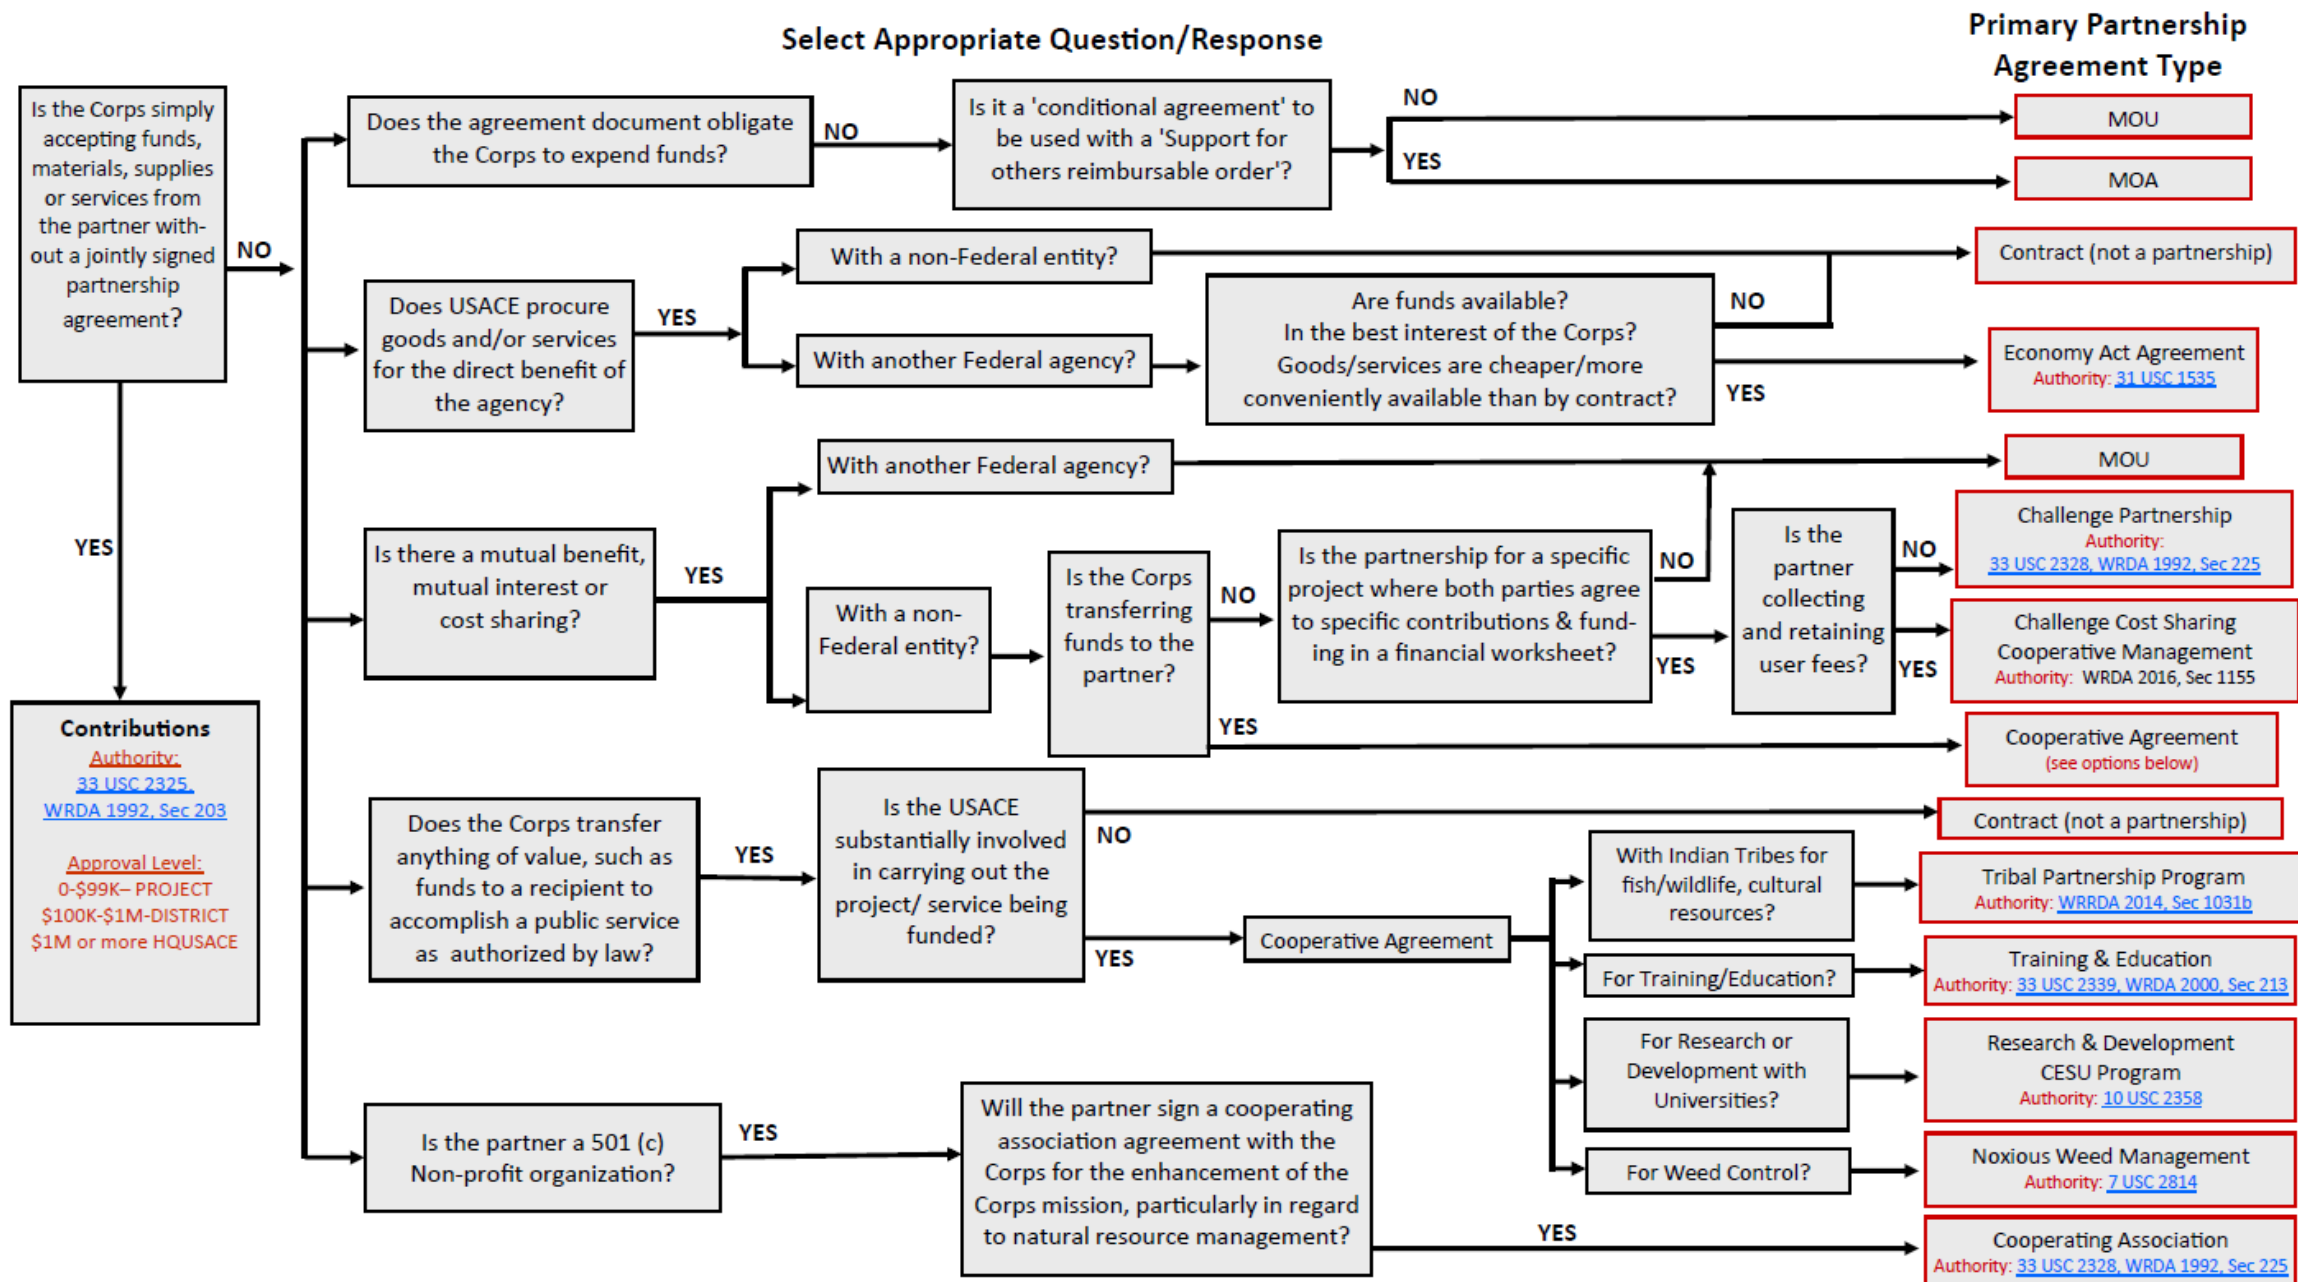 Select Appropriate Question/Response
Primary Partnership
Agreement Type
Is the Corps simply
accepting funds,
materials, supplies
or services from
the partner with-
out a jointly signed
partnership
agreement?
NO
YES
Contributions
Authority:
33 USC 2325,
WRDA 1992, Sec 203
Approval Level:
0-$99K– PROJECT
$100K-$1M-DISTRICT
$1M or more HQUSACE
Does the agreement document obligate
the Corps to expend funds?
NO
Is it a 'conditional agreement' to
be used with a 'Support for
others reimbursable order'?
NO
YES
MOU
MOA
Does USACE procure
goods and/or services
for the direct benefit of
the agency?
YES
With a non-Federal entity?
With another Federal agency?
Are funds available?
In the best interest of the Corps?
Goods/services are cheaper/more
conveniently available than by contract?
NO
YES
Contract (not a partnership)
Economy Act Agreement
Authority: 31 USC 1535
Is there a mutual benefit,
mutual interest or
cost sharing?
YES
With another Federal agency?
MOU
With a non-
Federal entity?
Is the Corps
transferring
funds to the
partner?
NO
YES
Is the partnership for a specific
project where both parties agree
to specific contributions & fund-
ing in a financial worksheet?
NO
YES
Is the
partner
collecting
and retaining
user fees?
NO
YES
Challenge Partnership
Authority:
33 USC 2328, WRDA 1992, Sec 225
Challenge Cost Sharing
Cooperative Management
Authority: WRDA 2016, Sec 1155
Cooperative Agreement
(see options below)
Does the Corps transfer
anything of value, such as
funds to a recipient to
accomplish a public service
as authorized by law?
YES
Is the USACE
substantially involved
in carrying out the
project/ service being
funded?
NO
YES
Contract (not a partnership)
Cooperative Agreement
With Indian Tribes for
fish/wildlife, cultural
resources?
Tribal Partnership Program
Authority: WRRDA 2014, Sec 1031b
For Training/Education?
Training & Education
Authority: 33 USC 2339, WRDA 2000, Sec 213
For Research or
Development with
Universities?
Research & Development
CESU Program
Authority: 10 USC 2358
For Weed Control?
Noxious Weed Management
Authority: 7 USC 2814
Is the partner a 501 (c)
Non-profit organization?
YES
Will the partner sign a cooperating
association agreement with the
Corps for the enhancement of the
Corps mission, particularly in regard
to natural resource management?
YES
Cooperating Association
Authority: 33 USC 2328, WRDA 1992, Sec 225